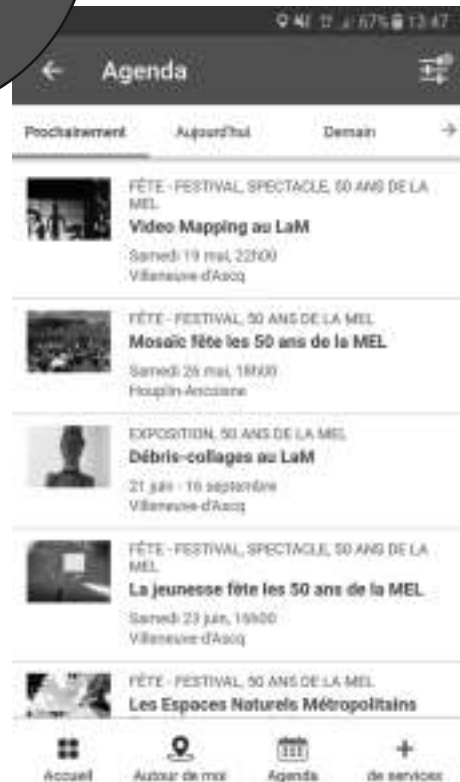 67% 13:47
← Agenda
Prochainement Aujourd'hui Demain →
FÊTE - FESTIVAL, SPECTACLE, 50 ANS DE LA
MEL
Video Mapping au LaM
Samedi 19 mai, 22h00
Villeneuve-d'Ascq
FÊTE - FESTIVAL, 50 ANS DE LA MEL
Mosaïc fête les 50 ans de la MEL
Samedi 26 mai, 18h00
Houplin-Ancoisne
EXPOSITION, 50 ANS DE LA MEL
Débris-collages au LaM
21 juin - 16 septembre
Villeneuve-d'Ascq
FÊTE - FESTIVAL, SPECTACLE, 50 ANS DE LA
MEL
La jeunesse fête les 50 ans de la MEL
Samedi 23 juin, 16h00
Villeneuve-d'Ascq
FÊTE - FESTIVAL, 50 ANS DE LA MEL
Les Espaces Naturels Métropolitains
Accueil Autour de moi Agenda + de services